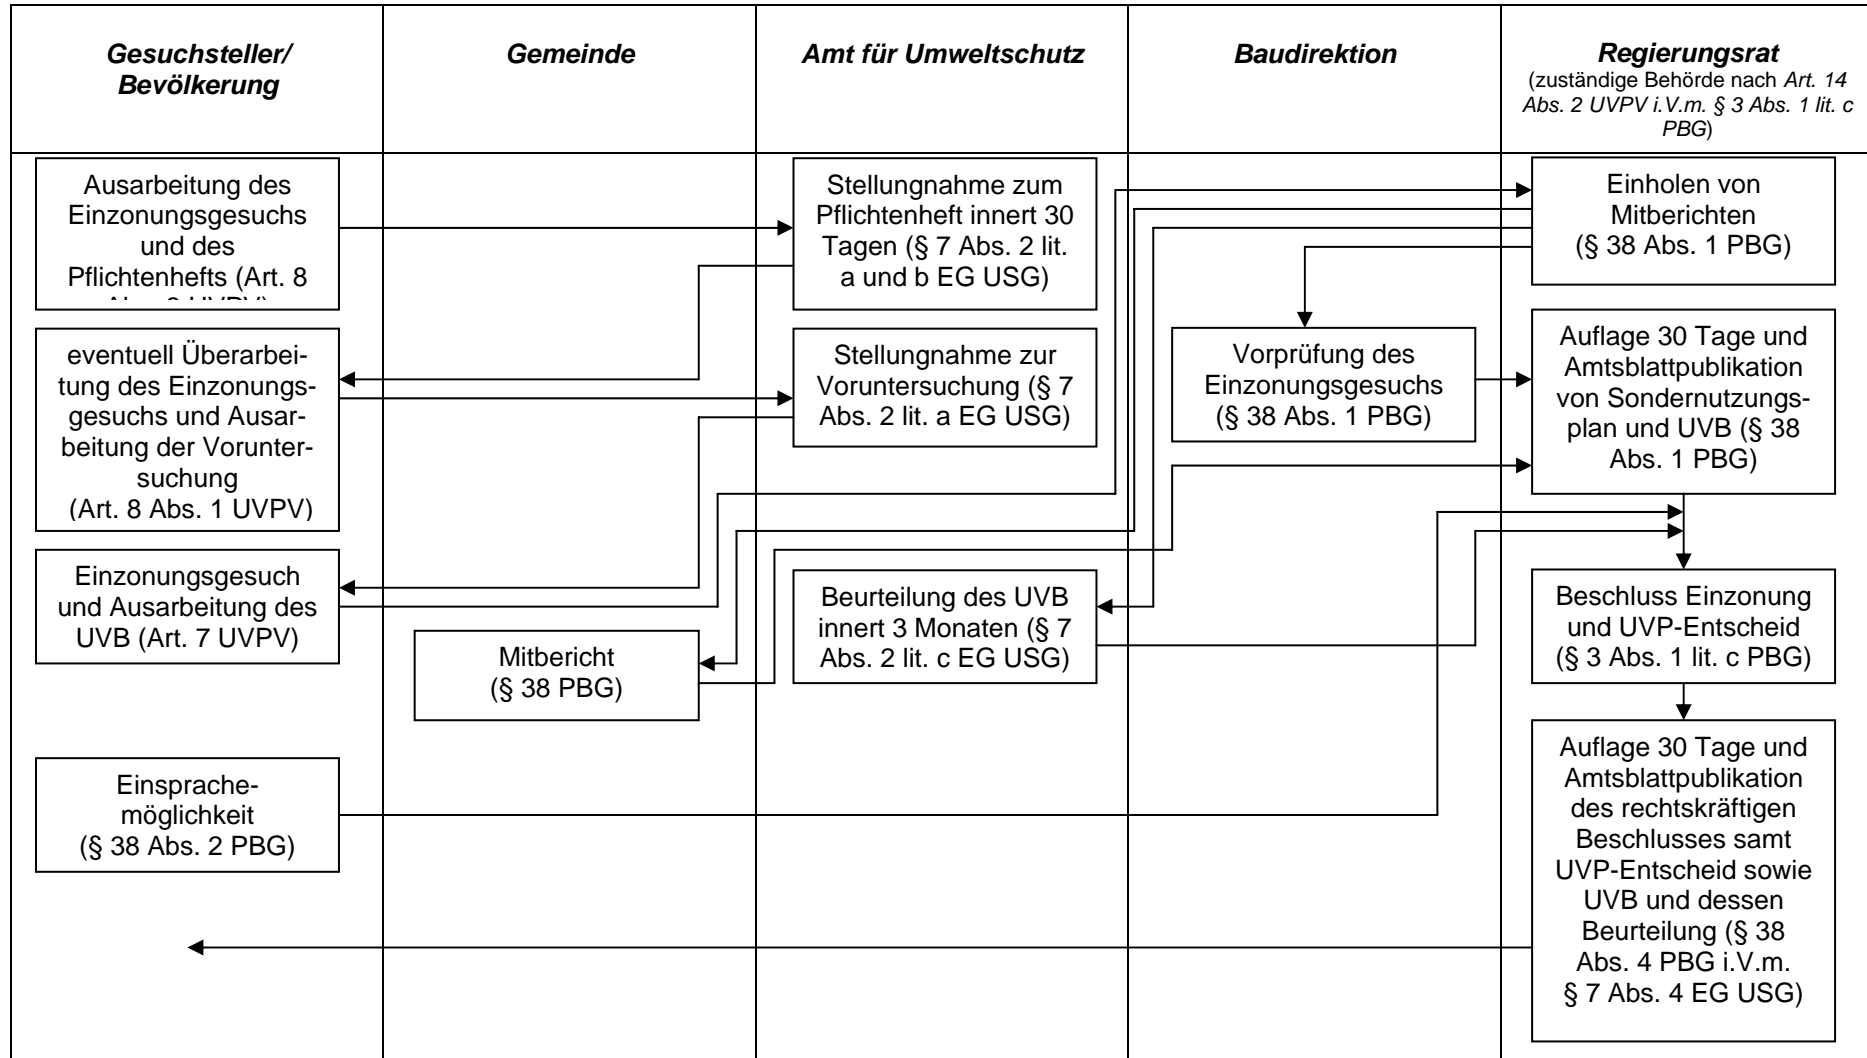 Gesuchsteller/
Bevölkerung
Gemeinde
Amt für Umweltschutz
Baudirektion
Regierungsrat
(zuständige Behörde nach Art. 14
Abs. 2 UVPV i.V.m. § 3 Abs. 1 lit. c
PBG)
Ausarbeitung des
Einzonungsgesuchs
und des
Pflichtenhefts (Art. 8
eventuell Überarbei-
tung des Einzonungs-
gesuchs und Ausar-
beitung der Vorunter-
suchung
(Art. 8 Abs. 1 UVPV)
Einzonungsgesuch
und Ausarbeitung des
UVB (Art. 7 UVPV)
Einsprache-
möglichkeit
(§ 38 Abs. 2 PBG)
Mitbericht
(§ 38 PBG)
Stellungnahme zum
Pflichtenheft innert 30
Tagen (§ 7 Abs. 2 lit.
a und b EG USG)
Stellungnahme zur
Voruntersuchung (§ 7
Abs. 2 lit. a EG USG)
Beurteilung des UVB
innert 3 Monaten (§ 7
Abs. 2 lit. c EG USG)
Vorprüfung des
Einzonungsgesuchs
(§ 38 Abs. 1 PBG)
Einholen von
Mitberichten
(§ 38 Abs. 1 PBG)
Auflage 30 Tage und
Amtsblattpublikation
von Sondernutzungs-
plan und UVB (§ 38
Abs. 1 PBG)
Beschluss Einzonung
und UVP-Entscheid
(§ 3 Abs. 1 lit. c PBG)
Auflage 30 Tage und
Amtsblattpublikation
des rechtskräftigen
Beschlusses samt
UVP-Entscheid sowie
UVB und dessen
Beurteilung (§ 38
Abs. 4 PBG i.V.m.
§ 7 Abs. 4 EG USG)